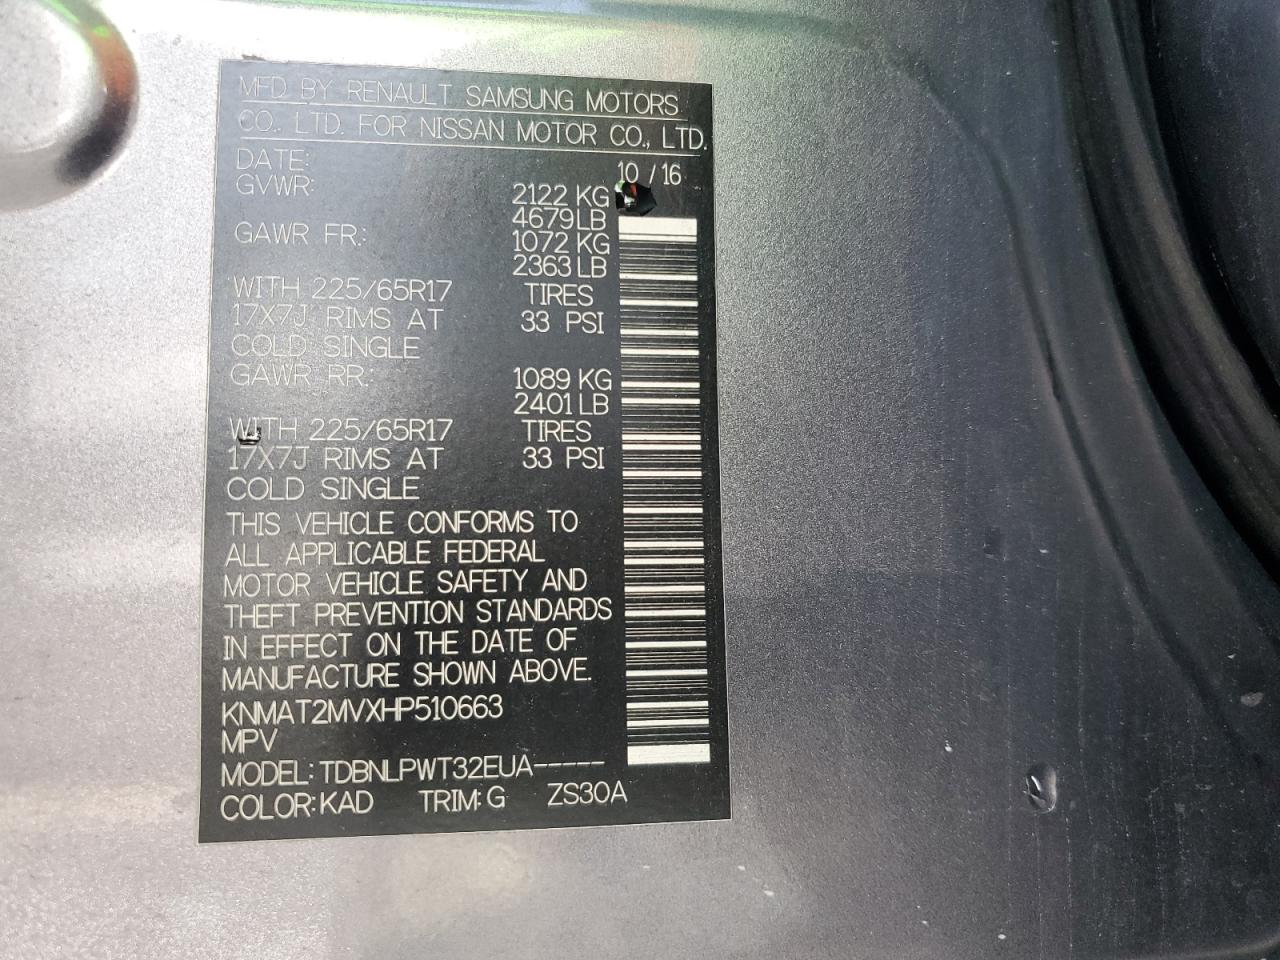 MFD BY RENAULT SAMSUNG MOTORS
CO., LTD. FOR NISSAN MOTOR CO., LTD.
DATE: 10 / 16
GVWR: 2122 KG
4679 LB
GAWR FR.: 1072 KG
2363 LB
WITH 225/65R17 TIRES
17X7J RIMS AT 33 PSI
COLD SINGLE
GAWR RR.: 1089 KG
2401 LB
WITH 225/65R17 TIRES
17X7J RIMS AT 33 PSI
COLD SINGLE
THIS VEHICLE CONFORMS TO
ALL APPLICABLE FEDERAL
MOTOR VEHICLE SAFETY AND
THEFT PREVENTION STANDARDS
IN EFFECT ON THE DATE OF
MANUFACTURE SHOWN ABOVE.
KNMAT2MVXHP510663
MPV
MODEL: TDBNLPWT32EUA-----
COLOR: KAD TRIM: G ZS30A